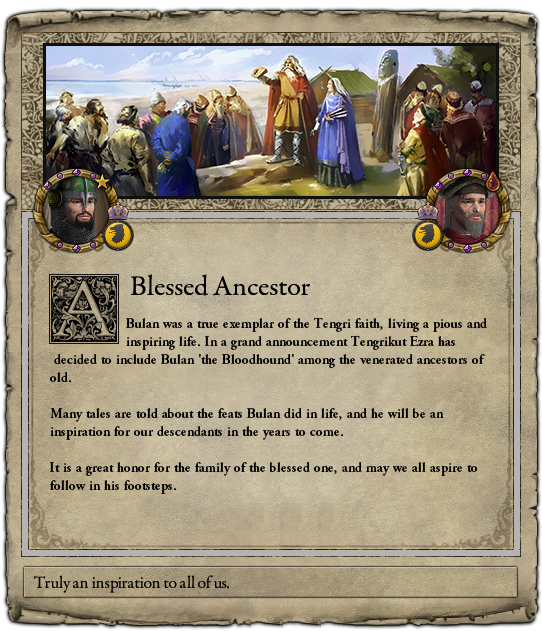 A Blessed Ancestor
Bulan was a true exemplar of the Tengri faith, living a pious and
inspiring life. In a grand announcement Tengrikut Ezra has
decided to include Bulan 'the Bloodhound' among the venerated ancestors of
old.
Many tales are told about the feats Bulan did in life, and he will be an
inspiration for our descendants in the years to come.
It is a great honor for the family of the blessed one, and may we all aspire to
follow in his footsteps.
Truly an inspiration to all of us.